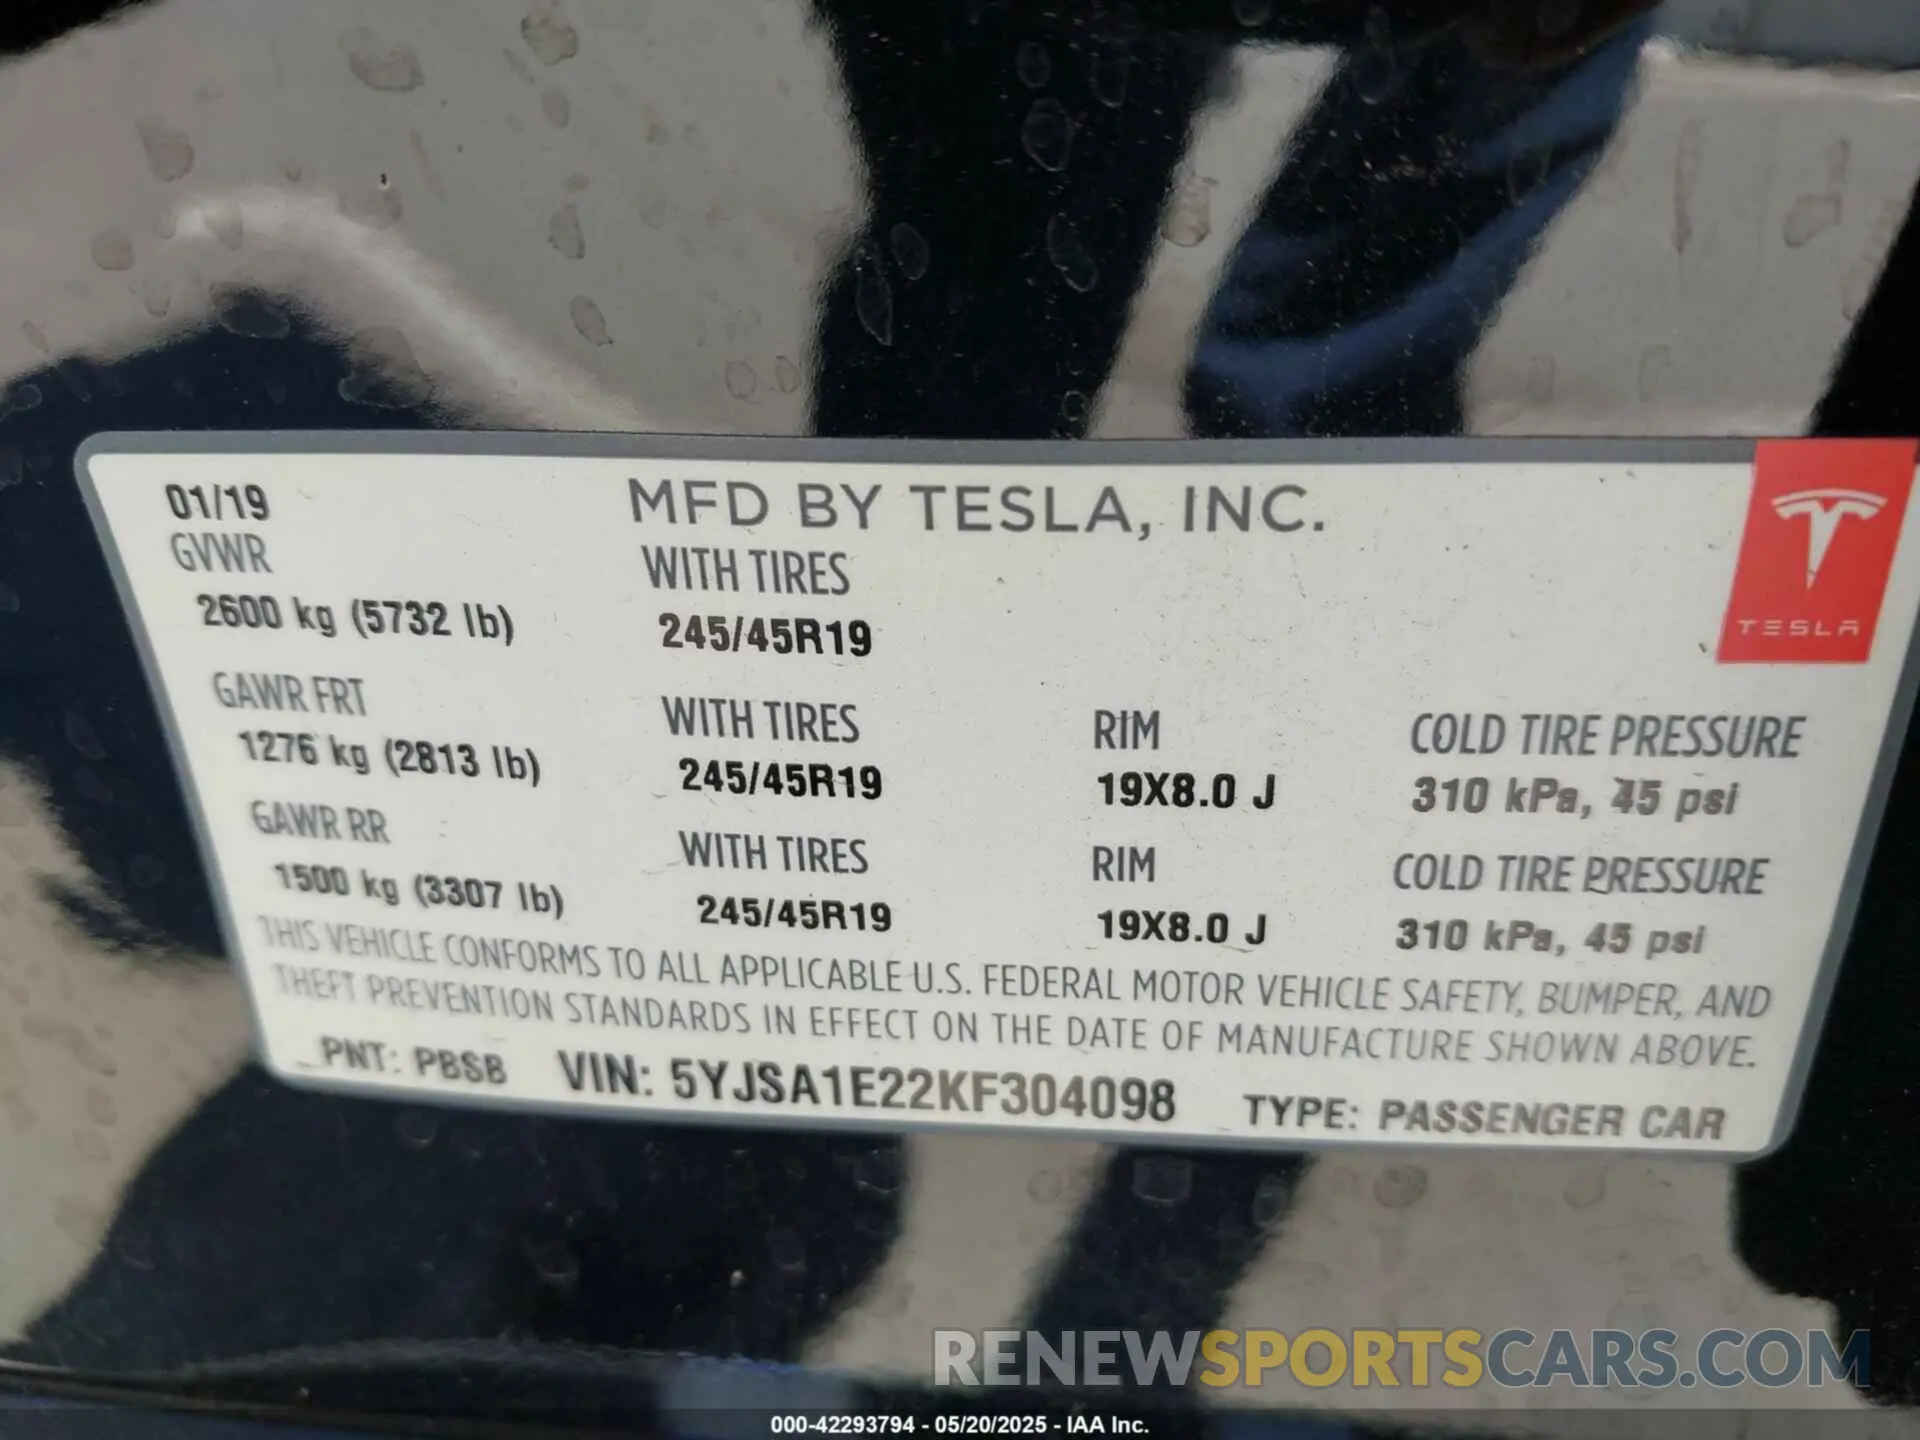 01/19 MFD BY TESLA, INC.
GVWR WITH TIRES
2600 kg (5732 lb) 245/45R19
TESLA
GAWR FRT WITH TIRES RIM COLD TIRE PRESSURE
1276 kg (2813 lb) 245/45R19 19X8.0 J 310 kPa, 45 psi
GAWR RR WITH TIRES RIM COLD TIRE PRESSURE
1500 kg (3307 lb) 245/45R19 19X8.0 J 310 kPa, 45 psi
THIS VEHICLE CONFORMS TO ALL APPLICABLE U.S. FEDERAL MOTOR VEHICLE SAFETY, BUMPER, AND
THEFT PREVENTION STANDARDS IN EFFECT ON THE DATE OF MANUFACTURE SHOWN ABOVE.
PNT: PBSB VIN: 5YJSA1E22KF304098 TYPE: PASSENGER CAR
RENEWSPORTSCARS.COM
000-42293794 - 05/20/2025 - IAA Inc.